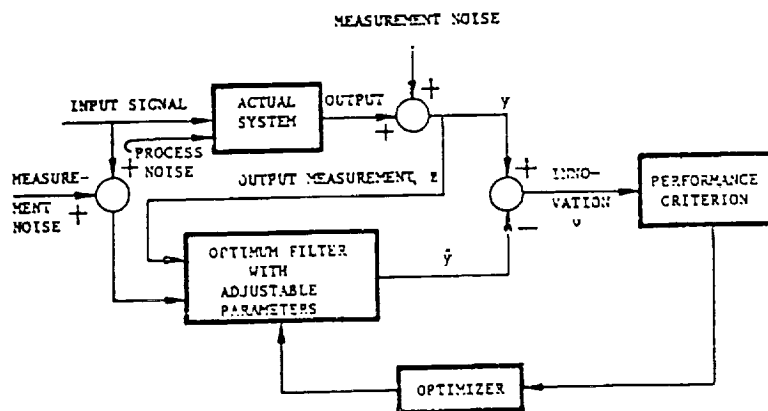 MEASUREMENT NOISE
INPUT SIGNAL
ACTUAL
SYSTEM
OUTPUT
+
+
y
PROCESS
NOISE
+
MEASURE-
MENT
NOISE
+
OUTPUT MEASUREMENT, z
+
-
INNO-
VATION
υ
PERFORMANCE
CRITERION
OPTIMUM FILTER
WITH
ADJUSTABLE
PARAMETERS
ŷ
OPTIMIZER